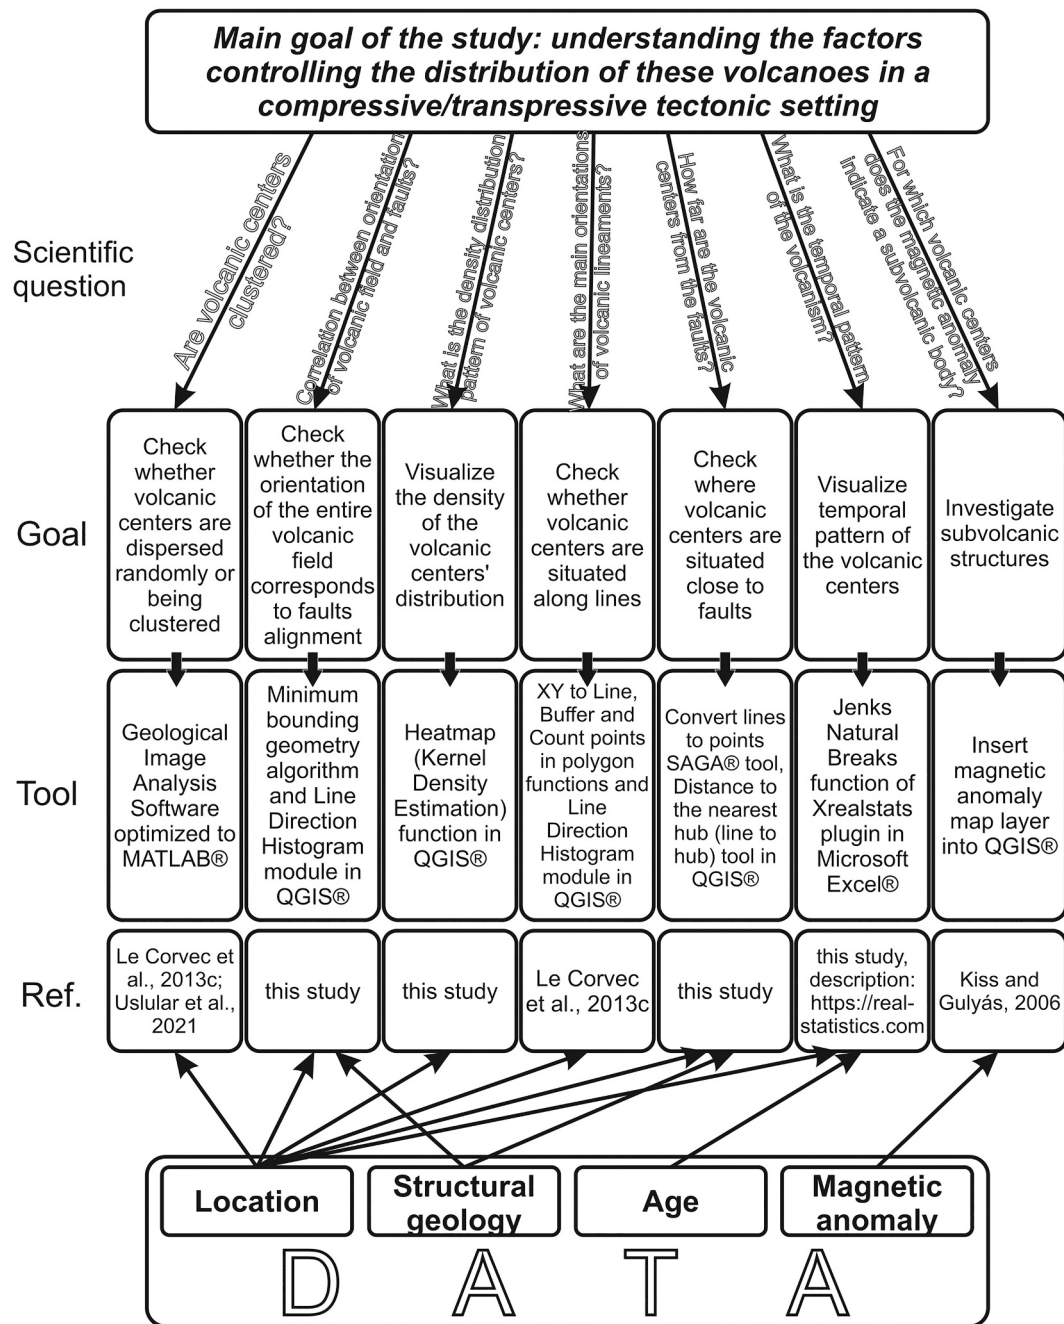 Main goal of the study: understanding the factors
controlling the distribution of these volcanoes in a
compressive/transpressive tectonic setting
Scientific
question
Are volcanic centers
clustered?
Correlation between orientation
of volcanic field and faults?
What is the density distribution
pattern of volcanic centers?
What are the main orientations
of volcanic lineaments?
How far are the volcanic
centers from the faults?
What is the temporal pattern
of the volcanism?
For which volcanic centers
does the magnetic anomaly
indicate a subvolcanic body?
Goal
Check
whether
volcanic
centers are
dispersed
randomly or
being
clustered
Check
whether the
orientation
of the entire
volcanic
field
corresponds
to faults
alignment
Visualize
the density
of the
volcanic
centers'
distribution
Check
whether
volcanic
centers are
situated
along lines
Check
where
volcanic
centers are
situated
close to
faults
Visualize
temporal
pattern of
the volcanic
centers
Investigate
subvolcanic
structures
Tool
Geological
Image
Analysis
Software
optimized to
MATLAB®
Minimum
bounding
geometry
algorithm
and Line
Direction
Histogram
module in
QGIS®
Heatmap
(Kernel
Density
Estimation)
function in
QGIS®
XY to Line,
Buffer and
Count points
in polygon
functions and
Line
Direction
Histogram
module in
QGIS®
Convert lines
to points
SAGA® tool,
Distance to
the nearest
hub (line to
hub) tool in
QGIS®
Jenks
Natural
Breaks
function of
Xrealstats
plugin in
Microsoft
Excel®
Insert
magnetic
anomaly
map layer
into QGIS®
Ref.
Le Corvec et
al., 2013c;
Uslular et al.,
2021
this study
this study
Le Corvec
et al., 2013c
this study
this study,
description:
https://real-
statistics.com
Kiss and
Gulyás, 2006
Location
Structural
geology
Age
Magnetic
anomaly
D A T A